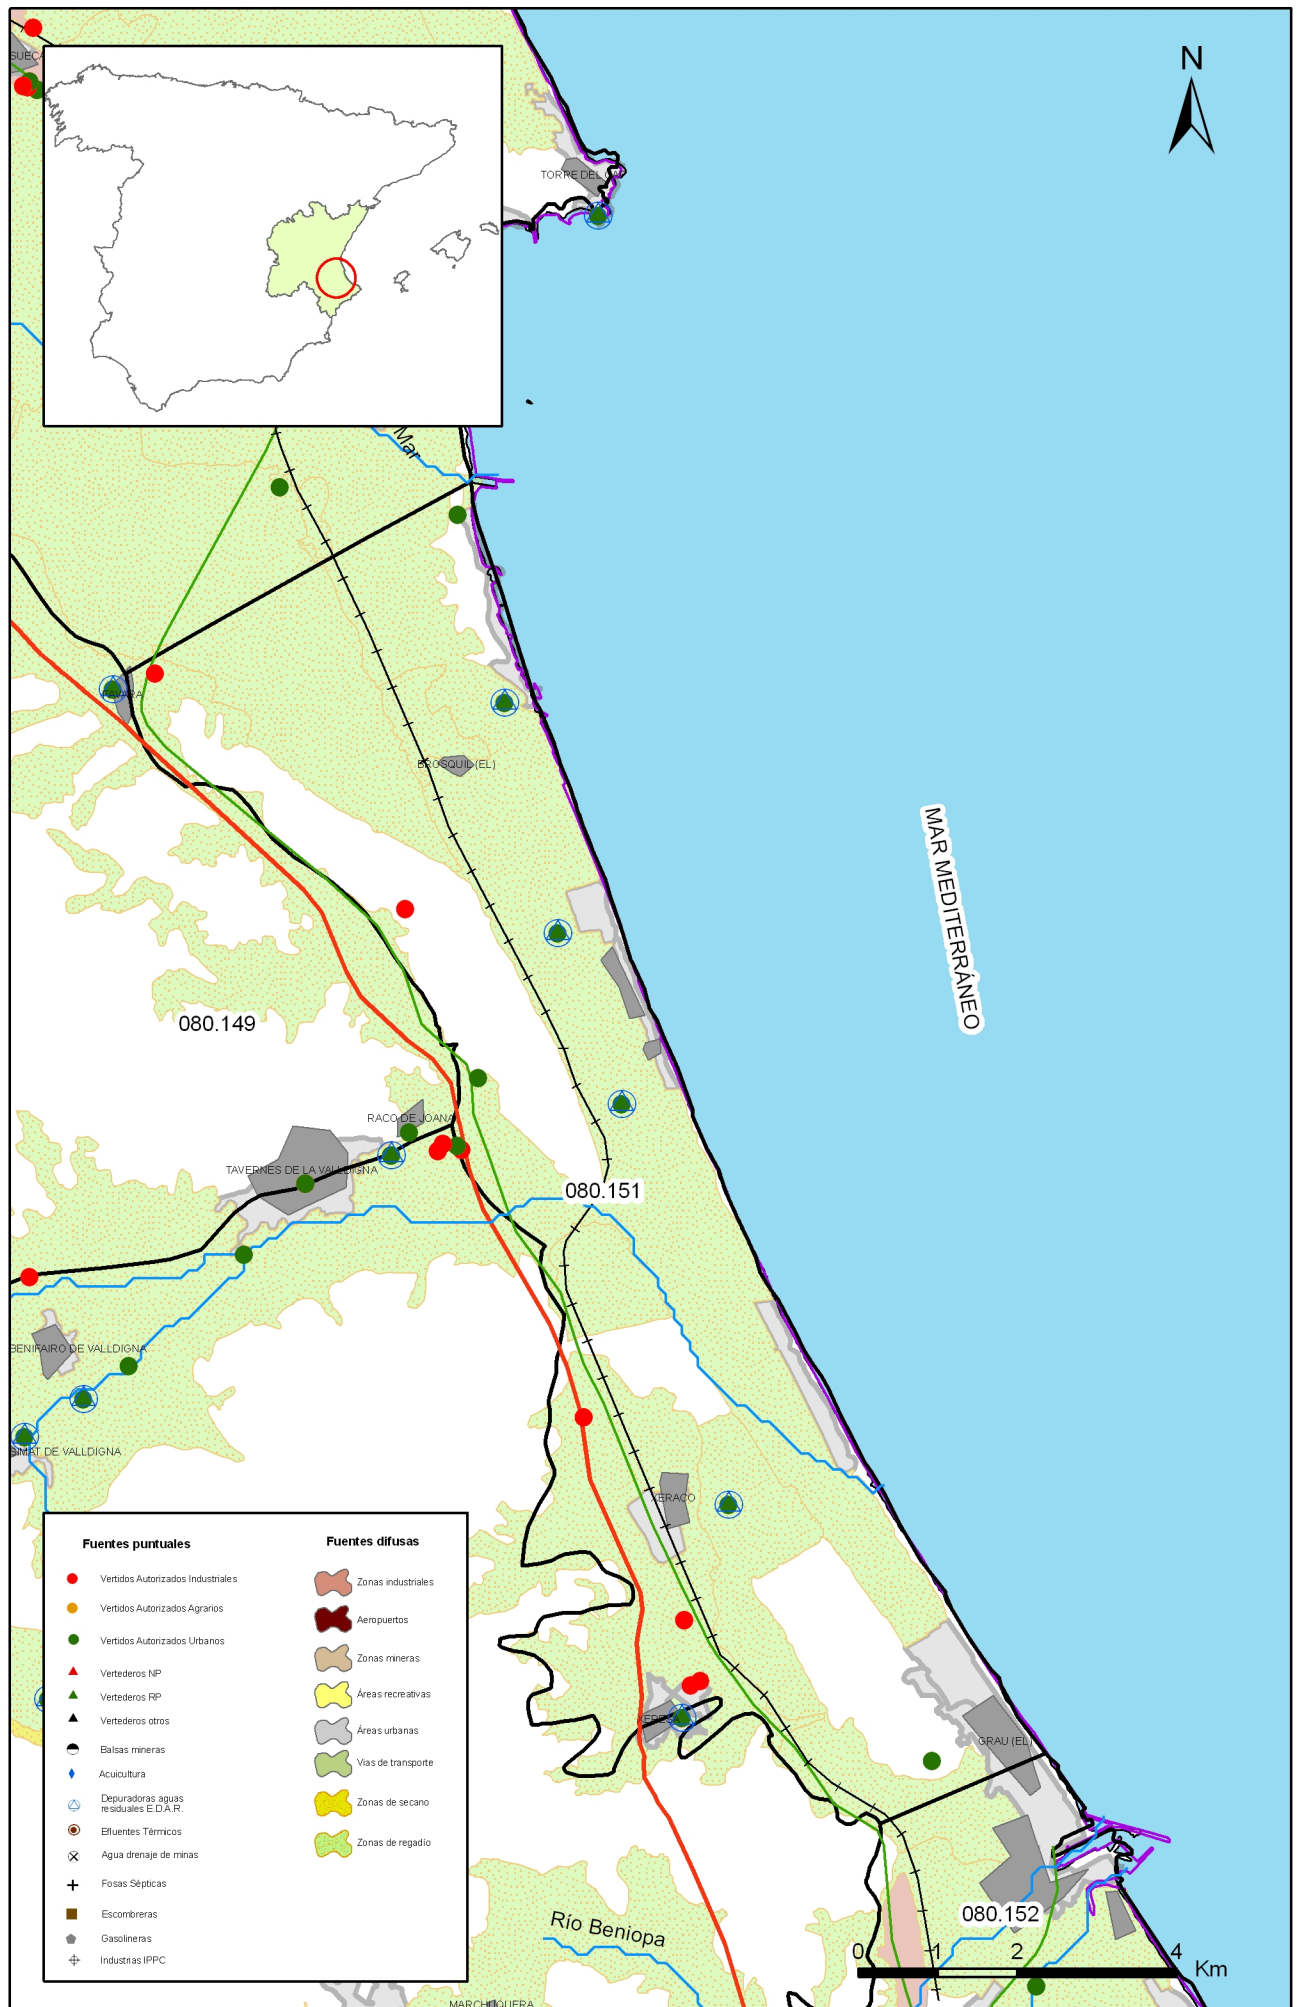 SUECA
N
TORRE DEL
Mar
FAVARA
BROSQUIL (EL)
MAR MEDITERRÁNEO
080.149
RACO DE JOANA
TAVERNES DE LA VALLDIGNA
080.151
BENIFAIRO DE VALLDIGNA
SIMAT DE VALLDIGNA
XERACO
XERESA
GRAU (EL)
080.152
Río Beniopa
MARCHUQUERA
0 1 2 4
Km
Fuentes puntuales
Vertidos Autorizados Industriales
Vertidos Autorizados Agrarios
Vertidos Autorizados Urbanos
Vertederos NP
Vertederos RP
Vertederos otros
Balsas mineras
Acuicultura
Depuradoras aguas
residuales E.D.A.R.
Efluentes Térmicos
Agua drenaje de minas
Fosas Sépticas
Escombreras
Gasolineras
Industrias IPPC
Fuentes difusas
Zonas industriales
Aeropuertos
Zonas mineras
Áreas recreativas
Áreas urbanas
Vias de transporte
Zonas de secano
Zonas de regadío